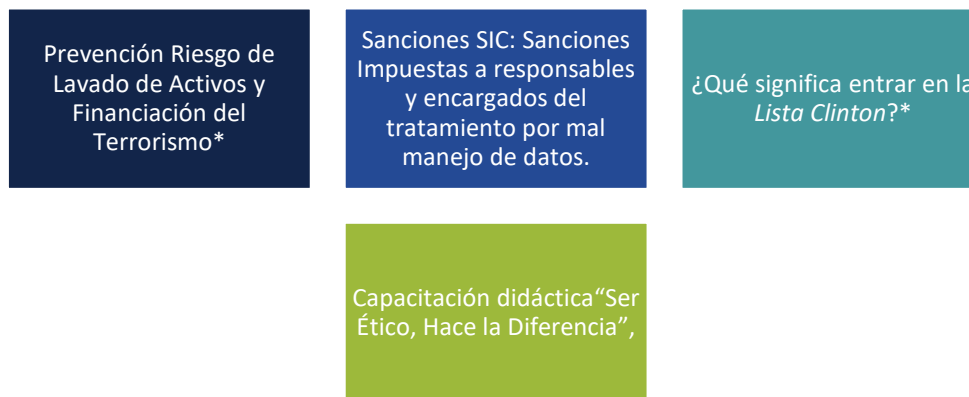 Prevención Riesgo de
Lavado de Activos y
Financiación del
Terrorismo*
Sanciones SIC: Sanciones
Impuestas a responsables
y encargados del
tratamiento por mal
manejo de datos.
¿Qué significa entrar en la
Lista Clinton?*
Capacitación didáctica“Ser
Ético, Hace la Diferencia”,